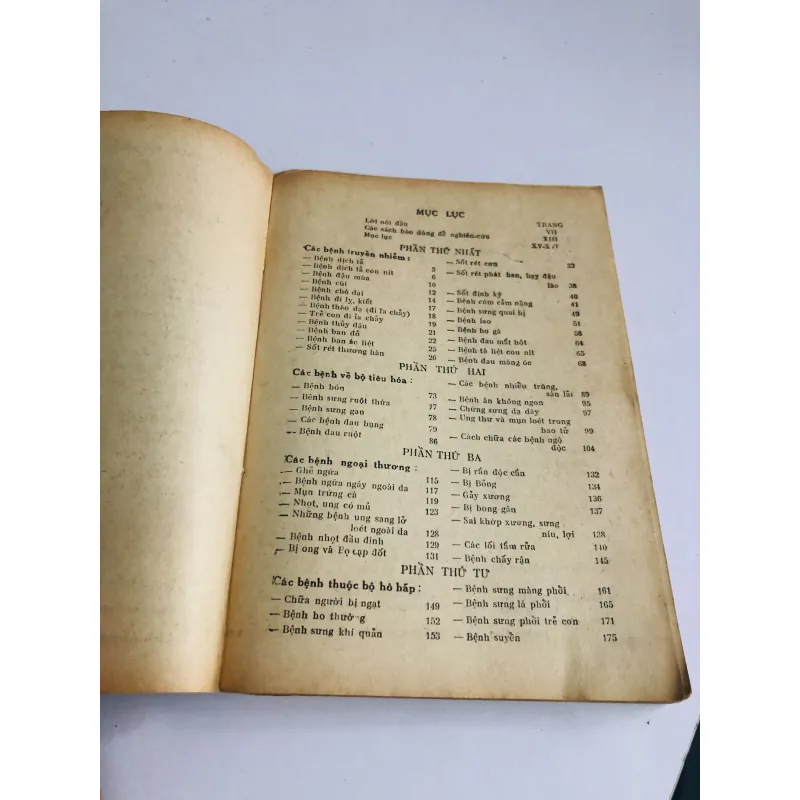 MỤC LỤC
TRANG
Lời nói đầu VII
Các sách báo dùng để nghiên-cứu XIII
Mục lục XV-XVI
PHẦN THỨ NHẤT
Các bệnh truyền nhiễm :
— Bệnh dịch tả 3
— Bệnh dịch tả con nít 6
— Bệnh đậu mùa 10
— Bệnh cùi 12
— Bệnh chó dại 14
— Bệnh đi lỵ, kiết 17
— Bệnh tháo dạ (đi ỉa chảy) 18
— Trẻ con đi ỉa chảy 19
— Bệnh thủy đậu 21
— Bệnh ban đỏ 22
— Bệnh ban ác liệt 25
— Sốt rét thương hàn 26
— Sốt rét cơn 32
— Sốt rét phát ban, hay đậu
lào 38
— Sốt định kỳ 40
— Bệnh cúm cảm nặng 41
— Bệnh sưng quai bị 49
— Bệnh lao 51
— Bệnh ho gà 58
— Bệnh đau mắt hột 64
— Bệnh tê liệt con nít 65
— Bệnh đau màng óc 68
PHẦN THỨ HAI
Các bệnh về bộ tiêu hóa :
— Bệnh bón 73
— Bệnh sưng ruột thừa 77
— Bệnh sưng gan 78
— Các bệnh đau bụng 79
— Bệnh đau ruột 86
— Các bệnh nhiễu trùng,
sán lải 89
— Bệnh ăn không ngon 95
— Chứng sưng dạ dày 97
— Ung thư và mụn loét trong
bao tử 99
— Cách chữa các bệnh ngộ
độc 104
PHẦN THỨ BA
Các bệnh ngoại thương :
— Ghẻ ngứa 115
— Bệnh ngứa ngáy ngoài da 117
— Mụn trứng cá 119
— Nhọt, ung có mủ 123
— Những bệnh ung sang lở
loét ngoài da 128
— Bệnh nhọt đầu đinh 129
— Bị ong và bọ cạp đốt 131
— Bị rắn độc cắn 132
— Bị Bỏng 134
— Gẫy xương 136
— Bị bong gân 137
— Sai khớp xương, sưng
níu, lợi 138
— Các lối tắm rửa 140
— Bệnh chấy rận 145
PHẦN THỨ TƯ
Các bệnh thuộc bộ hô hấp :
— Chữa người bị ngạt 149
— Bệnh ho thường 152
— Bệnh sưng khí quản 153
— Bệnh sưng màng phổi 161
— Bệnh sưng lá phổi 165
— Bệnh sưng phổi trẻ con 171
— Bệnh suyền 175